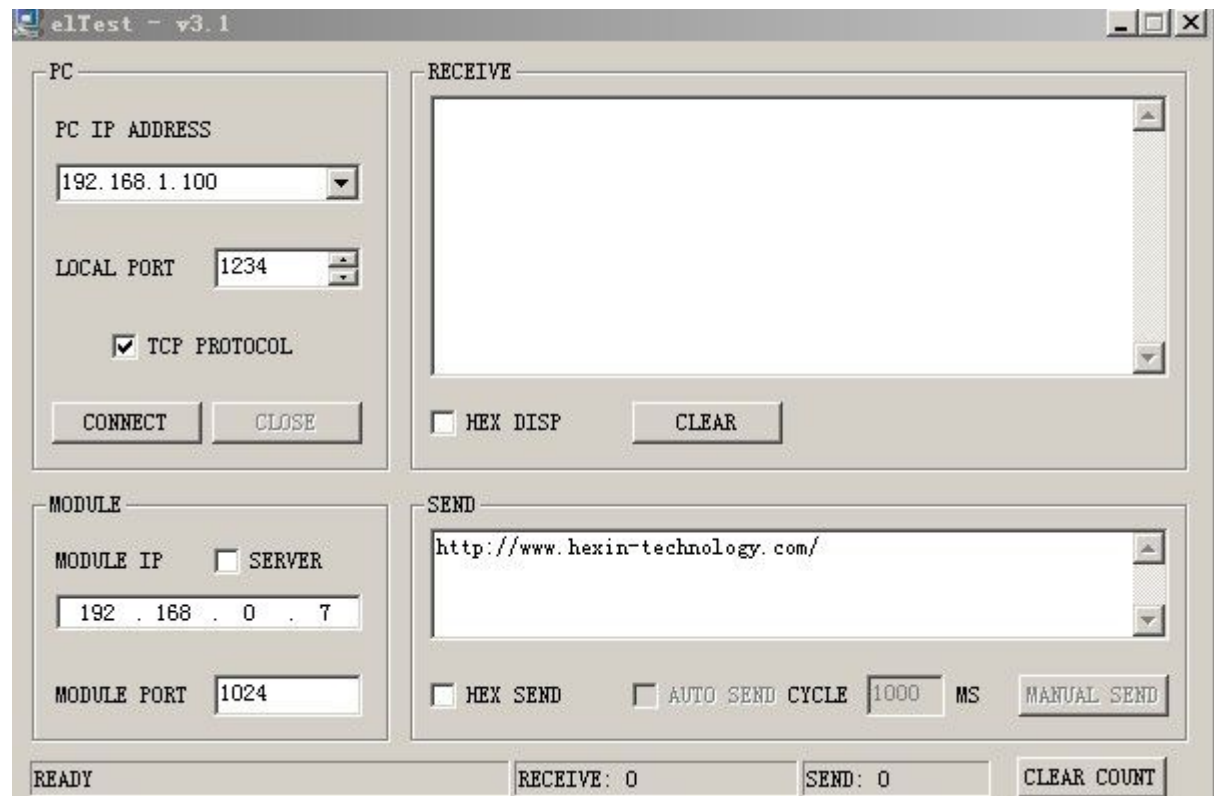 elTest - v3.1
PC
PC IP ADDRESS
192.168.1.100
LOCAL PORT 1234
TCP PROTOCOL
CONNECT CLOSE
RECEIVE
HEX DISP CLEAR
MODULE
MODULE IP SERVER
192 . 168 . 0 . 7
MODULE PORT 1024
SEND
http://www.hexin-technology.com/
HEX SEND AUTO SEND CYCLE 1000 MS MANUAL SEND
READY RECEIVE: 0 SEND: 0 CLEAR COUNT